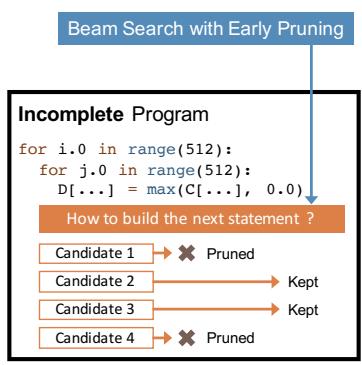 Beam Search with Early Pruning
Incomplete Program
for i.0 in range(512):
for j.0 in range(512):
D[...] = max(C[...], 0.0)
How to build the next statement ?
Candidate 1 Pruned
Candidate 2 Kept
Candidate 3 Kept
Candidate 4 Pruned